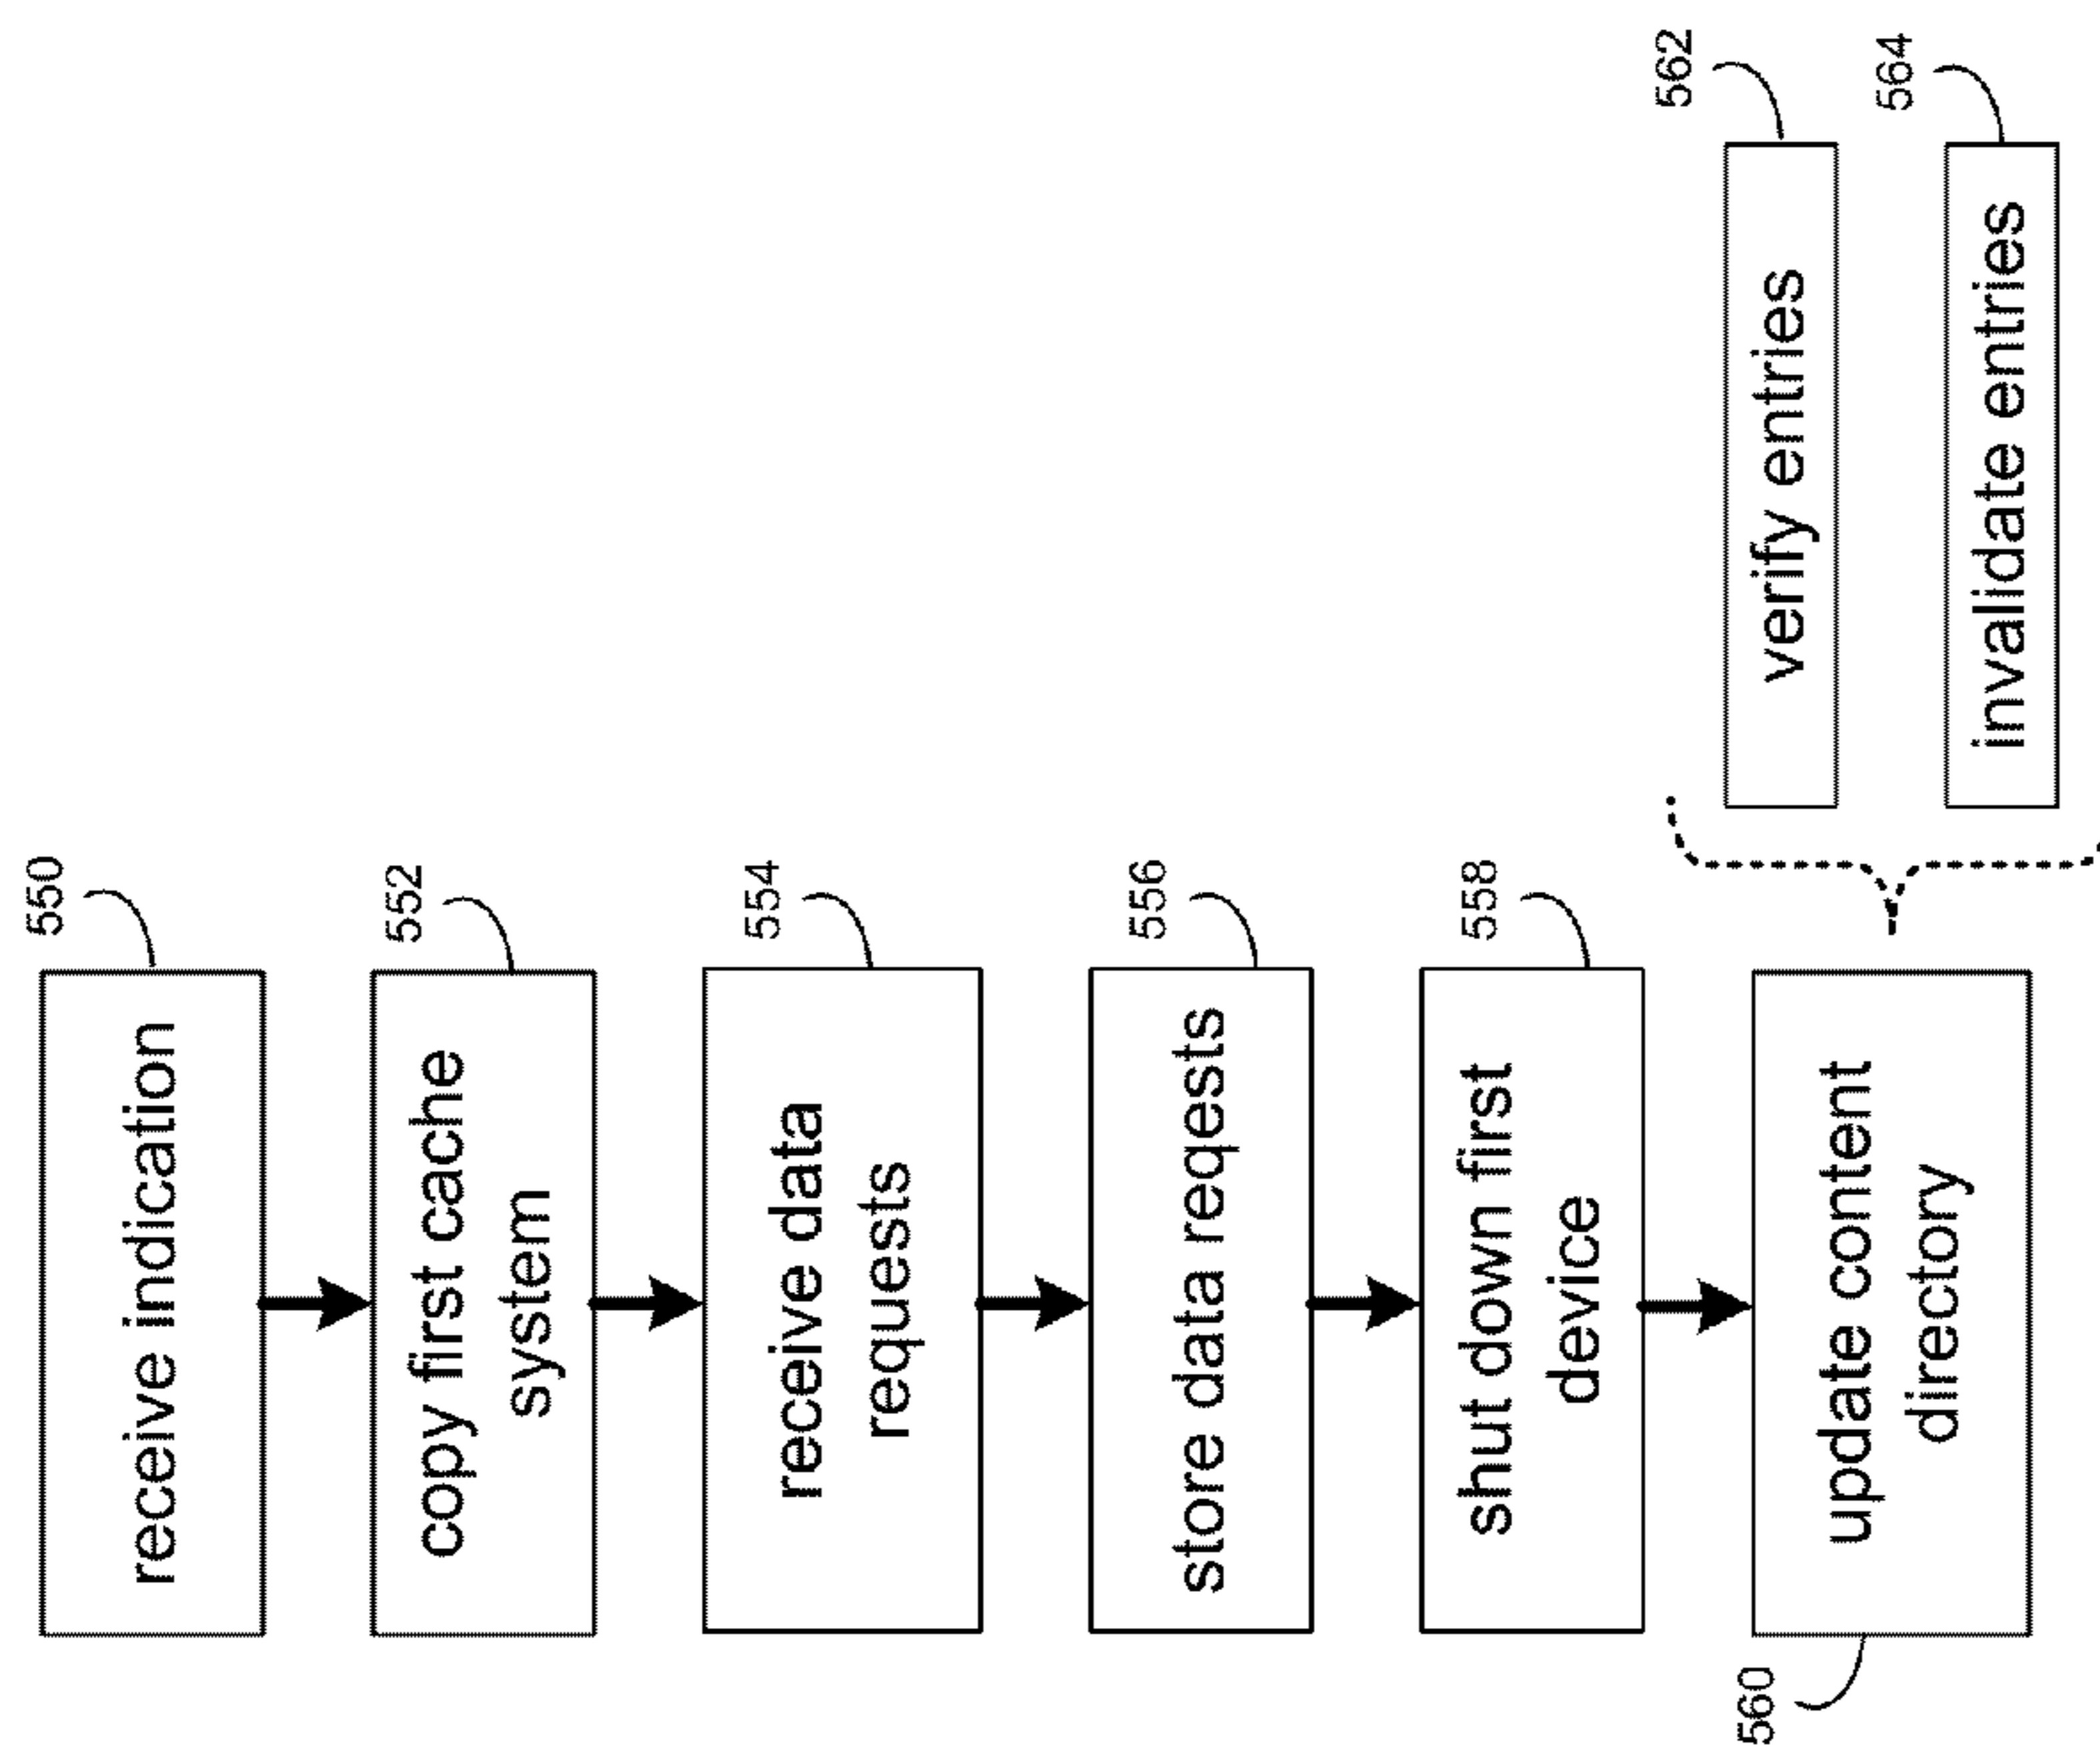 550
receive indication
552
copy first cache
system
554
receive data
requests
556
store data reqests
558
shut down first
device
560
update content
directory
562
verify entries
564
invalidate entries